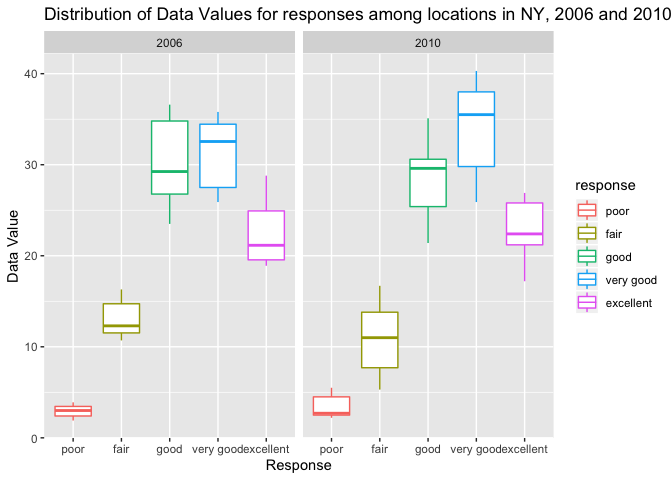 Distribution of Data Values for responses among locations in NY, 2006 and 2010
2006
2010
Data Value
40
30
20
10
0
poor fair good very good excellent
poor fair good very good excellent
Response
response
poor
fair
good
very good
excellent